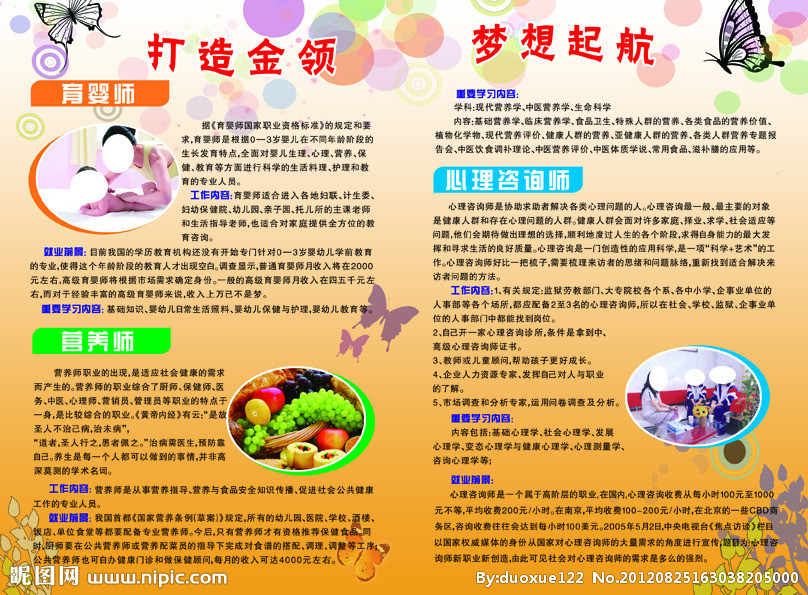 打造金领
梦想起航
育婴师
据《育婴师国家职业资格标准》的规定和要
求,育婴师是根据0—3岁婴儿在不同年龄阶段的
生长发育特点,全面对婴儿生理、心理、营养、保
健、教育等方面进行科学的生活料理、护理和教
育的专业人员。
工作内容:育婴师适合进入各地妇联、计生委、
妇幼保健院、幼儿园、亲子园、托儿所的主课老师
和生活指导老师,也适合对家庭提供全方位的教
育咨询。
就业前景:目前我国的学历教育机构还没有开始专门针对0—3岁婴幼儿学前教育
的专业,使得这个年龄阶段的教育人才出现空白。调查显示,普通育婴师月收入将在2000
元左右,高级育婴师将根据市场需求确定身份。一般的高级育婴师月收入在四五千元左
右,而对于经验丰富的高级育婴师来说,收入上万已不是梦。
重要学习内容:基础知识、婴幼儿日常生活照料、婴幼儿保健与护理,婴幼儿教育等。
营养师
营养师职业的出现,是适应社会健康的需求
而产生的。营养师的职业综合了厨师、保健师、医
务、中医、心理师、营销员、管理员等职业的特点于
一身,是比较综合的职业。《黄帝内经》有云:“是故
圣人不治已病,治未病”,
“道者,圣人行之,愚者佩之。”治病需医生,预防靠
自己。养生是每一个人都可以做到的事情,并非高
深莫测的学术名词。
工作内容:营养师是从事营养指导、营养与食品安全知识传播、促进社会公共健康
工作的专业人员。
就业前景:我国首都《国家营养条例(草案)》规定,所有的幼儿园、医院、学校、酒楼、
饭店、单位食堂等都要配备专业营养师。今后,只有营养师才有资格推荐保健食品。同
时,厨师要在公共营养师或营养配菜员的指导下完成对食谱的搭配、调理、调整等工序,
公共营养师也可自办健康门诊和做保健顾问,每月的收入可达4000元左右。
重要学习内容:
学科:现代营养学、中医营养学、生命科学
内容:基础营养学、临床营养学、食品卫生、特殊人群的营养、各类食品的营养价值、
植物化学物、现代营养评价、健康人群的营养、亚健康人群的营养、各类人群营养专题报
告会、中医饮食调补理论、中医营养评价、中医体质学说、常用食品、滋补膳的应用等。
心理咨询师
心理咨询师是协助求助者解决各类心理问题的人。心理咨询师一般、最主要的对象
是健康人群和存在心理问题的人群。健康人群会面对许多家庭、择业、求学、社会适应等
问题,他们会期待做出理想的选择,顺利地度过人生的各个阶段,求得自身能力的最大发
挥和寻求生活的良好质量。心理咨询师是一门创造性的应用科学,是一项“科学+艺术”的工
作。心理咨询师好比一把梳子,需要梳理来访者的思绪和问题脉络,重新找到适合解决来
访者问题的方法。
工作内容:1、有关规定:监狱劳教部门、大专院校各个系、各中小学、企事业单位的
人事部等各个场所,都应配备2至3名的心理咨询师,所以在社会、学校、监狱、企事业单
位的人事部门中都能找到岗位。
2、自己开一家心理咨询诊所,条件是拿到中、
高级心理咨询师证书。
3、教师或儿童顾问,帮助孩子更好成长。
4、企业人力资源专家、发挥自己对人与职业
的了解。
5、市场调查和分析专家,运用问卷调查及分析。
重要学习内容:
内容包括:基础心理学、社会心理学、发展
心理学、变态心理学与健康心理学、心理测量学、
咨询心理学等;
就业前景:
心理咨询师是一个属于高阶层的职业,在国内,心理咨询收费从每小时100元至1000
元不等,平均收费200元/小时。在南京,平均收费100-200元/小时,在北京的一些CBD商
务区,咨询收费往往会达到每小时100美元。2005年5月2日,中央电视台《焦点访谈》栏目
以国家权威媒体的身份从国家对心理咨询师的大量需求的角度进行宣传,题目为:心理咨
询师新职业新创造,由此可见社会对心理咨询师的需求是多么的强烈。
昵图网 www.nipic.com
By:duoxue122 No.20120825163038205000